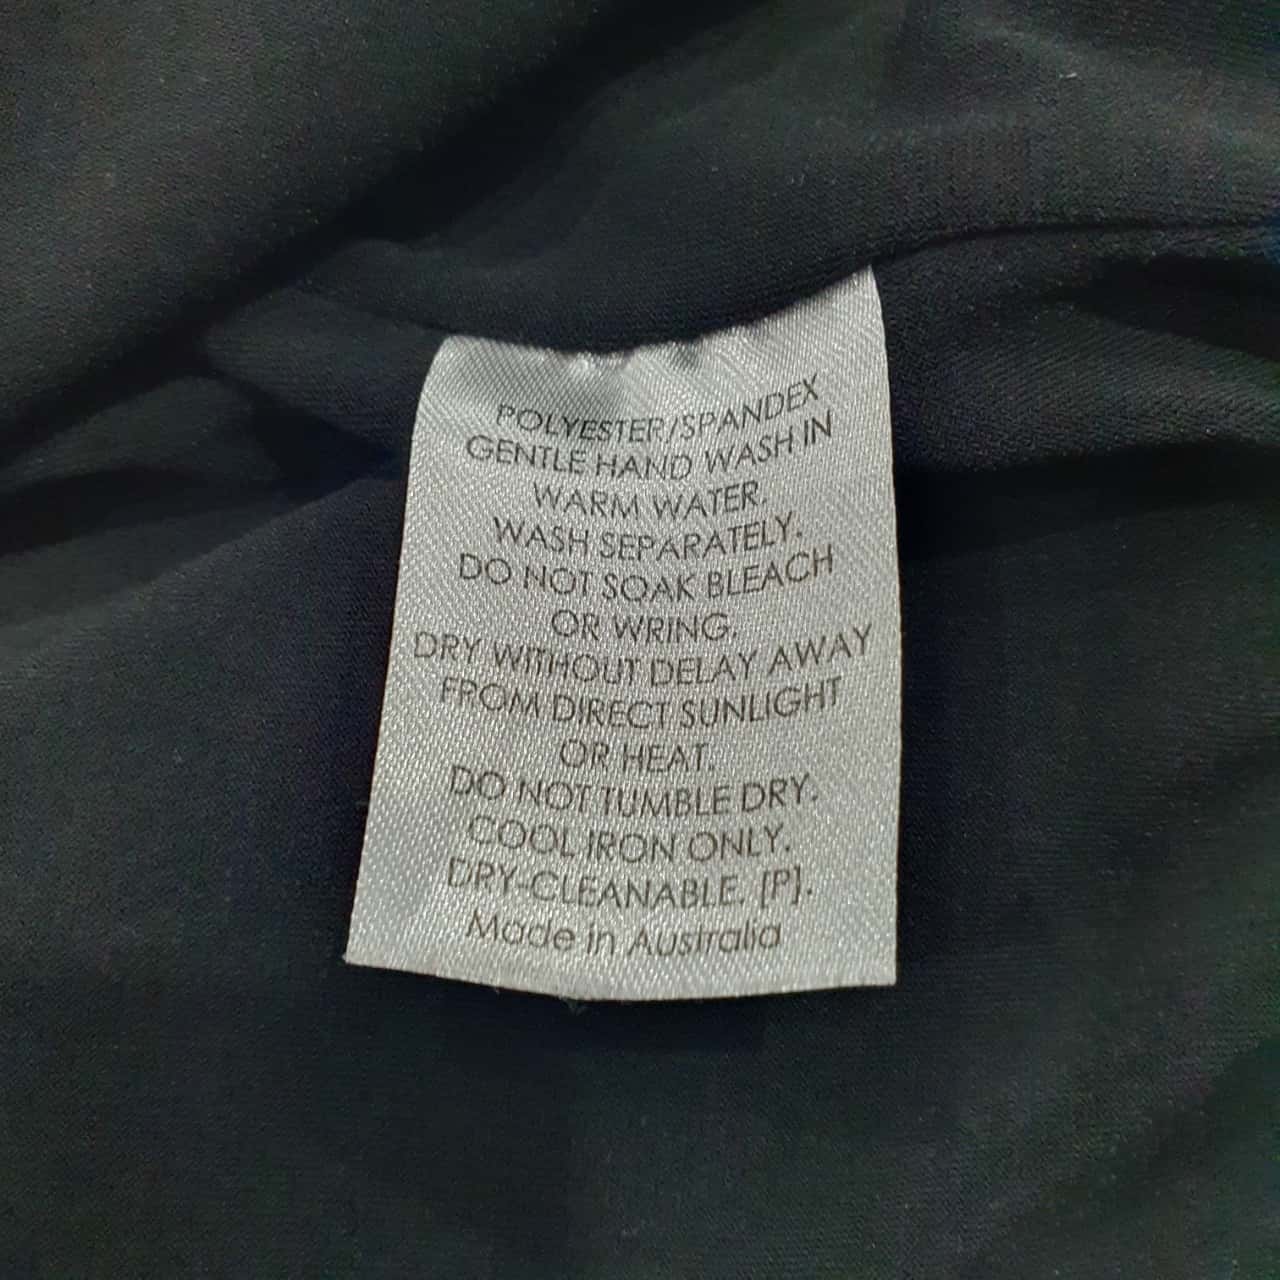 POLYESTER/SPANDEX
GENTLE HAND WASH IN
WARM WATER.
WASH SEPARATELY.
DO NOT SOAK BLEACH
OR WRING.
DRY WITHOUT DELAY AWAY
FROM DIRECT SUNLIGHT
OR HEAT.
DO NOT TUMBLE DRY.
COOL IRON ONLY.
DRY-CLEANABLE. [P].
Made in Australia